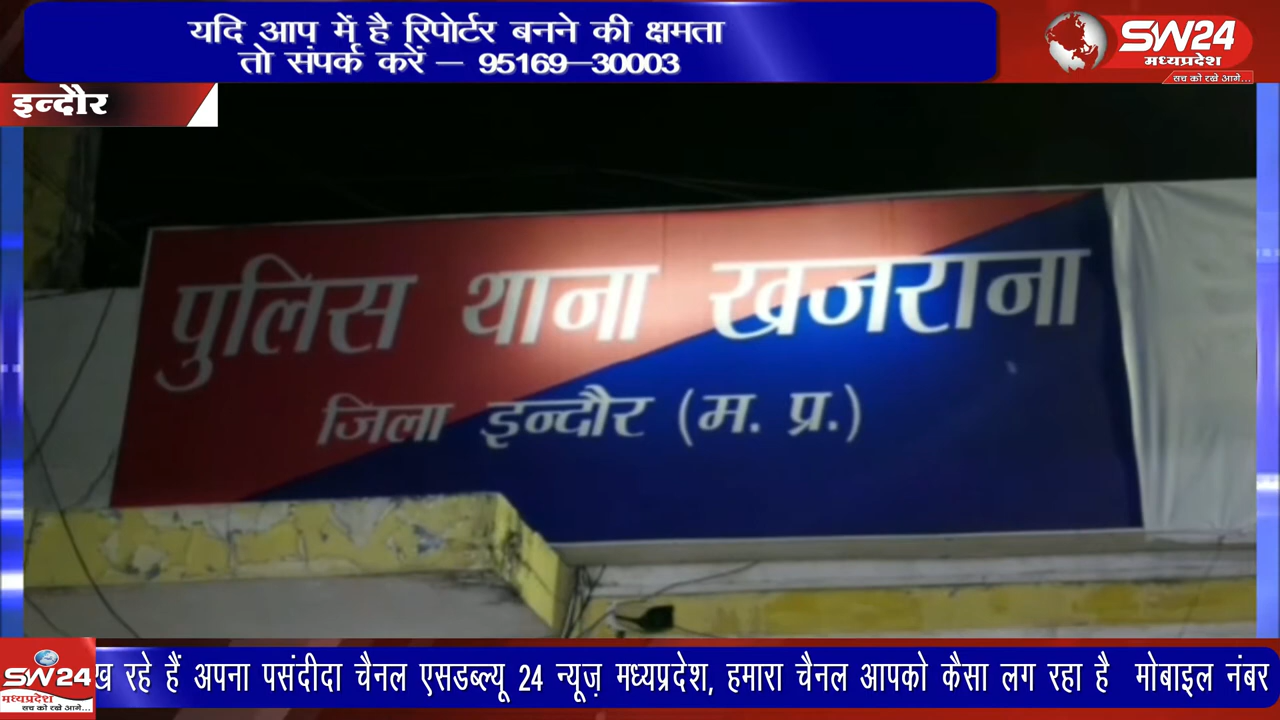 यदि आप में है रिपोर्टर बनने की क्षमता
तो संपर्क करें – 95169–30003
SW24
मध्यप्रदेश
सच को रखे आगे...
इन्दौर
पुलिस थाना खजराना
जिला इन्दौर (म. प्र.)
SW24
मध्यप्रदेश
सच को रखे आगे...
रहे हैं अपना पसंदीदा चैनल एसडब्ल्यू 24 न्यूज़ मध्यप्रदेश, हमारा चैनल आपको कैसा लग रहा है मोबाइल नंबर